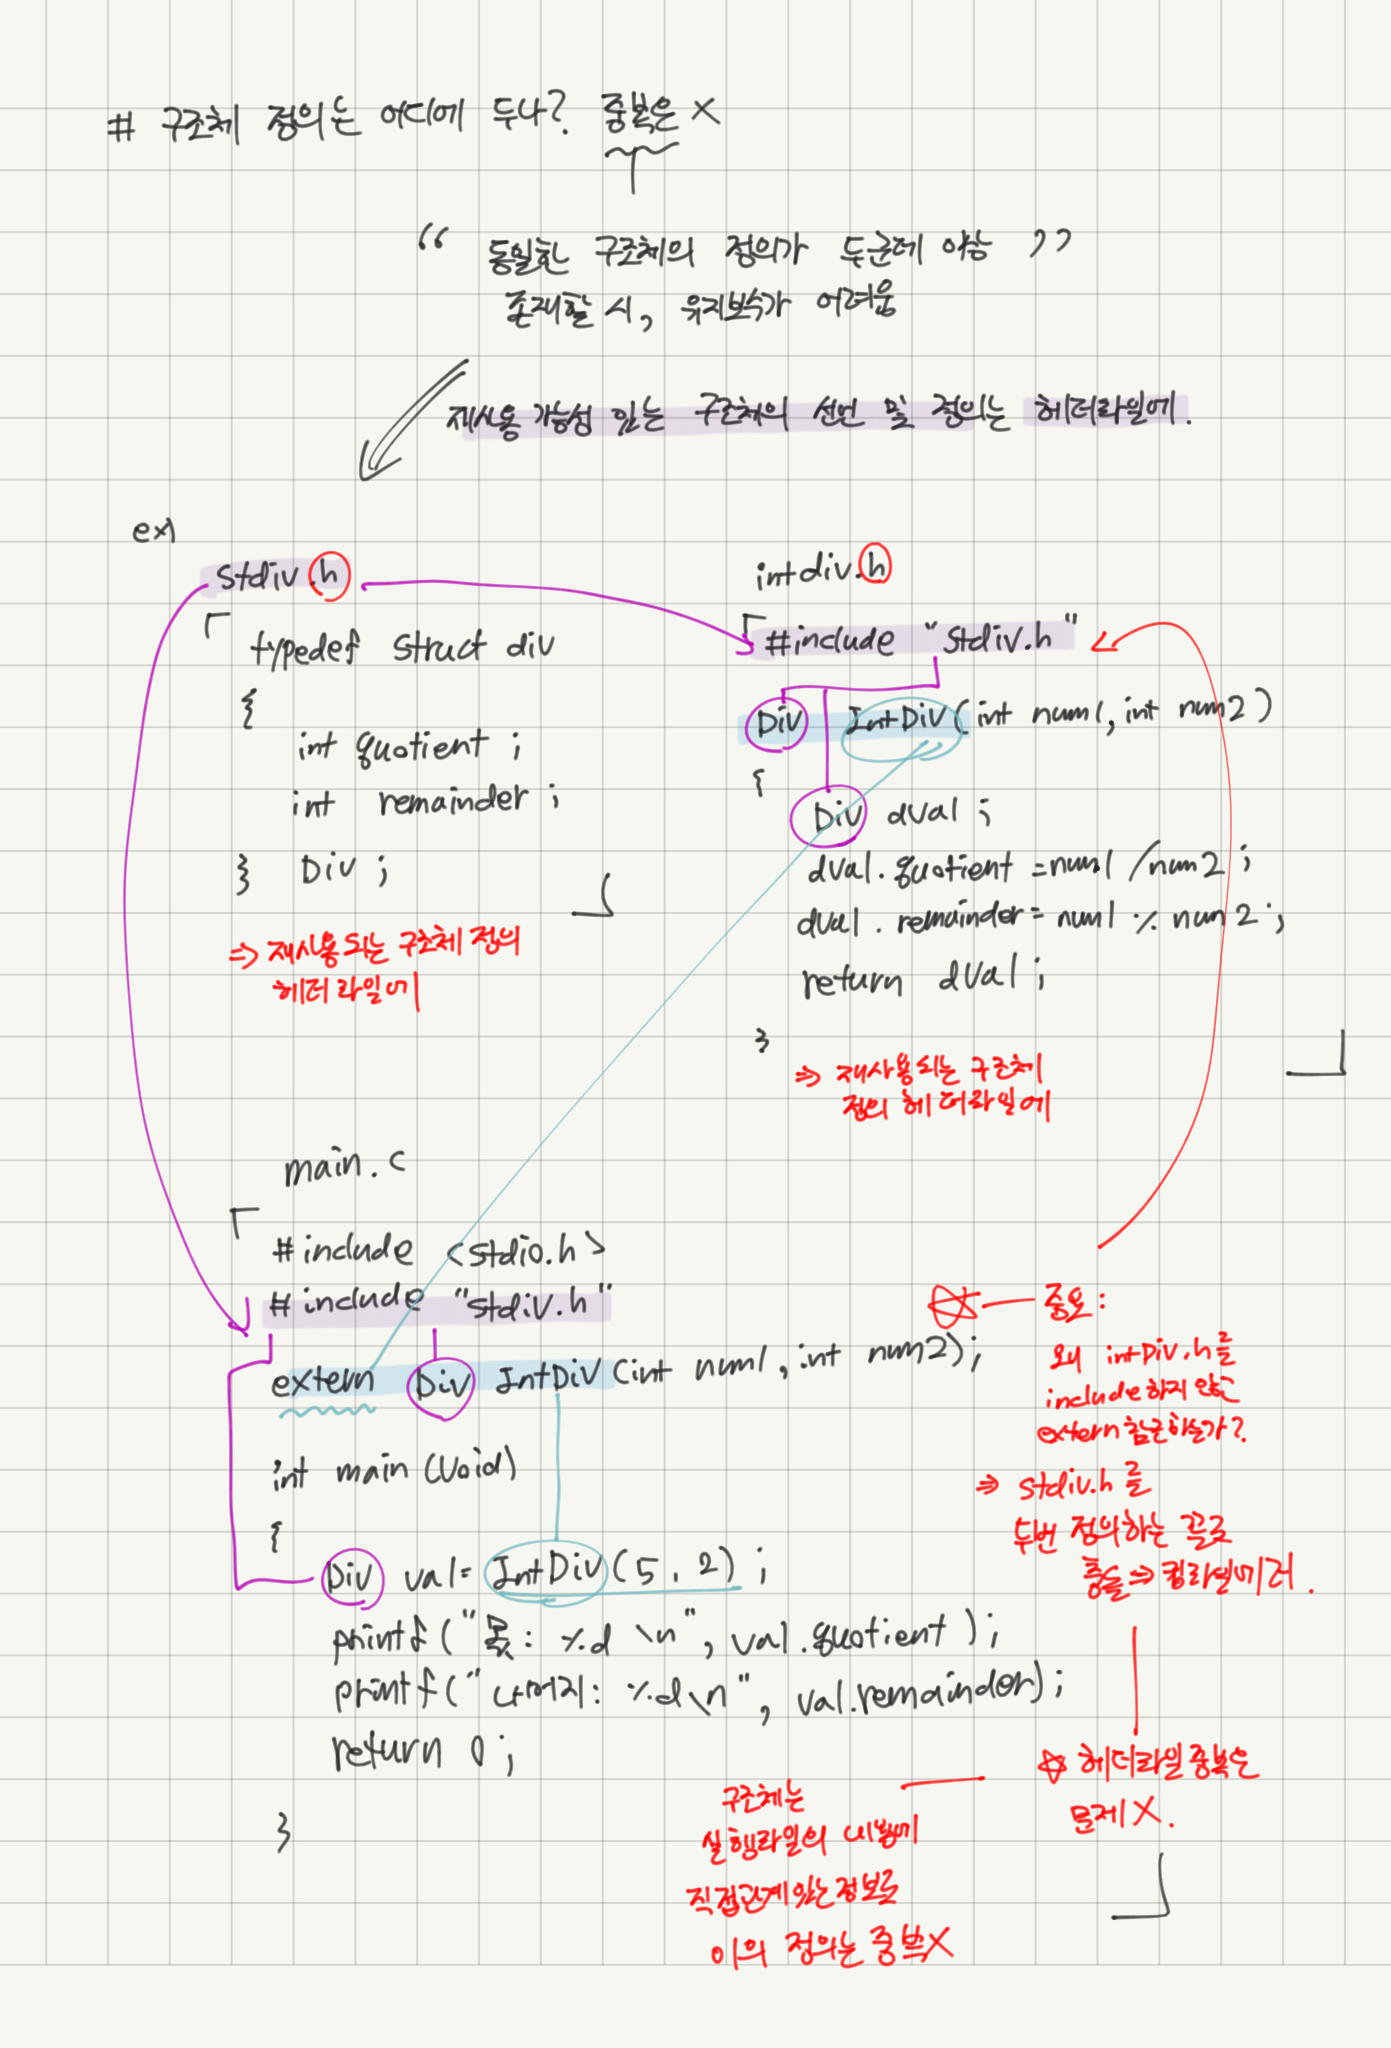 # 구조체 정의는 어디에 두나? 중복은 X
“ 동일한 구조체의 정의가 두군데 이상 ”
존재할 시, 유지보수가 어려움
재사용 가능성 있는 구조체의 선언 및 정의는 헤더파일에.
ex)
stdiv.h
typedef struct div
{
int quotient ;
int remainder ;
} Div ;
⇒ 재사용 되는 구조체 정의
헤더파일에
intdiv.h
#include "stdiv.h"
Div IntDiv(int num1, int num2)
{
Div dval ;
dval.quotient = num1 / num2 ;
dval.remainder = num1 % num2 ;
return dval ;
}
⇒ 재사용되는 구조체
정의 헤더파일에
main.c
#include <stdio.h>
#include "stdiv.h"
extern Div IntDiv(int num1, int num2);
int main (void)
{
Div val = IntDiv(5, 2) ;
printf("몫: %d \n", val.quotient);
printf("나머지: %d\n", val.remainder);
return 0 ;
}
☆ — 중요 :
왜 intDiv.h를
include 하지 않고
extern 참조하는가?
⇒ stdiv.h 를
두번 정의하는 꼴로
충돌 ⇒ 컴파일에러 .
☆ 헤더파일 중복은
문제 X.
구조체는
실행파일의 내용에
직접관계있는정보로
이의 정의는 중복X